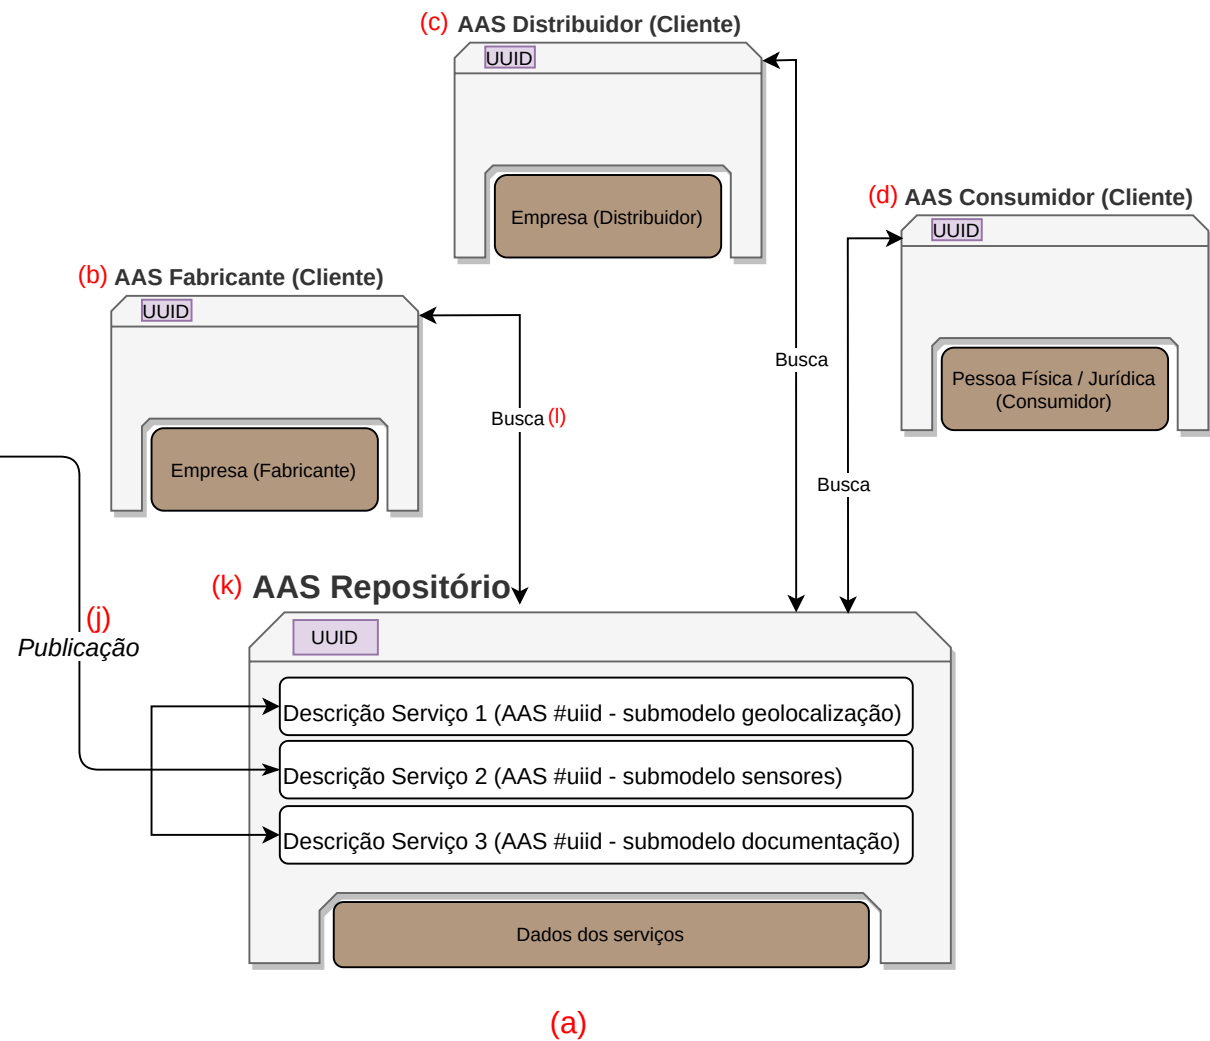 (c) AAS Distribuidor (Cliente)
UUID
Empresa (Distribuidor)
(d) AAS Consumidor (Cliente)
UUID
Pessoa Física / Jurídica
(Consumidor)
(b) AAS Fabricante (Cliente)
UUID
Empresa (Fabricante)
Busca
Busca (l)
Busca
(k) AAS Repositório
(j)
Publicação
UUID
Descrição Serviço 1 (AAS #uiid - submodelo geolocalização)
Descrição Serviço 2 (AAS #uiid - submodelo sensores)
Descrição Serviço 3 (AAS #uiid - submodelo documentação)
Dados dos serviços
(a)